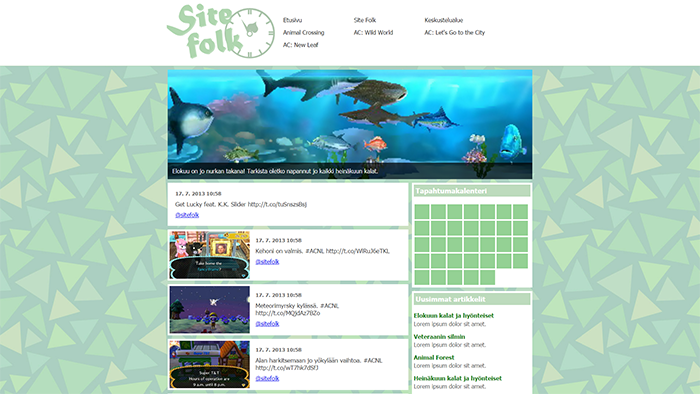 Site folk
Etusivu
Site Folk
Keskustelualue
Animal Crossing
AC: Wild World
AC: Let's Go to the City
AC: New Leaf
Elokuu on jo nurkan takana! Tarkista oletko napannut jo kaikki heinäkuun kalat.
17. 7. 2013 10:58
Get Lucky feat. K.K. Slider
@sitefolk
17. 7. 2013 10:58
Kehoni on valmis. #ACNL http://t.co/WlRuJ6eTKL
@sitefolk
Take home the
17. 7. 2013 10:58
Meteorimyrsky kylässä. #ACNL
http://t.co/MQjdAz7BZo
@sitefolk
17. 7. 2013 10:58
Alan harkitsemaan jo yökylään vaihtoa. #ACNL
http://t.co/wT7hk7dSfJ
@sitefolk
Super T&T
Hours of operation are
9 a.m. until 8 p.m.
Tapahtumakalenteri
Uusimmat artikkelit
Elokuun kalat ja hyönteiset
Lorem ipsum dolor sit amet.
Veteraanin silmin
Lorem ipsum dolor sit amet.
Animal Forest
Lorem ipsum dolor sit amet.
Heinäkuun kalat ja hyönteiset
Lorem ipsum dolor sit amet.